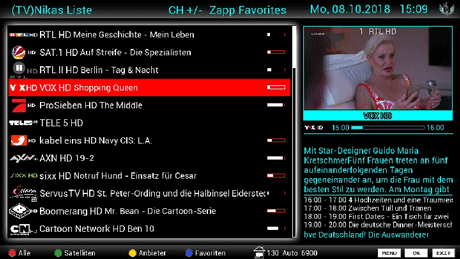 (TV)Nikas Liste
CH +/- Zapp Favorites
Mo, 08.10.2018 15:09
RTL HD Meine Geschichte - Mein Leben
SAT.1 HD Auf Streife - Die Spezialisten
RTL II HD Berlin - Tag & Nacht
VOX HD Shopping Queen
ProSieben HD The Middle
TELE 5 HD
kabel eins HD Navy CIS: L.A.
AXN HD 19-2
sixx HD Notruf Hund - Einsatz für Cesar
ServusTV HD St. Peter-Ording und die Halbinsel Eiderstedt
Boomerang HD Mr. Bean - Die Cartoon-Serie
Cartoon Network HD Ben 10
1 RTL HD
VOX HD
15:00 16:00
Mit Star-Designer Guido Maria
KretschmerFünf Frauen treten an fünf
aufeinanderfolgenden Tagen
gegeneinander an, um die Frau mit dem
besten Stil zu werden. Am Montag gibt
16:00 - 17:00 4 Hochzeiten und eine Traumreise
17:00 - 18:00 Zwischen Tüll und Tränen
18:00 - 19:00 First Dates - Ein Tisch für zwei
19:00 - 20:00 Die deutsche Dinner-Meisterschaft
bye Deutschland! Die Auswanderer
Alle
Satelliten
Anbieter
Favoriten
130 Auto 6900
MENU
OK
EXIT